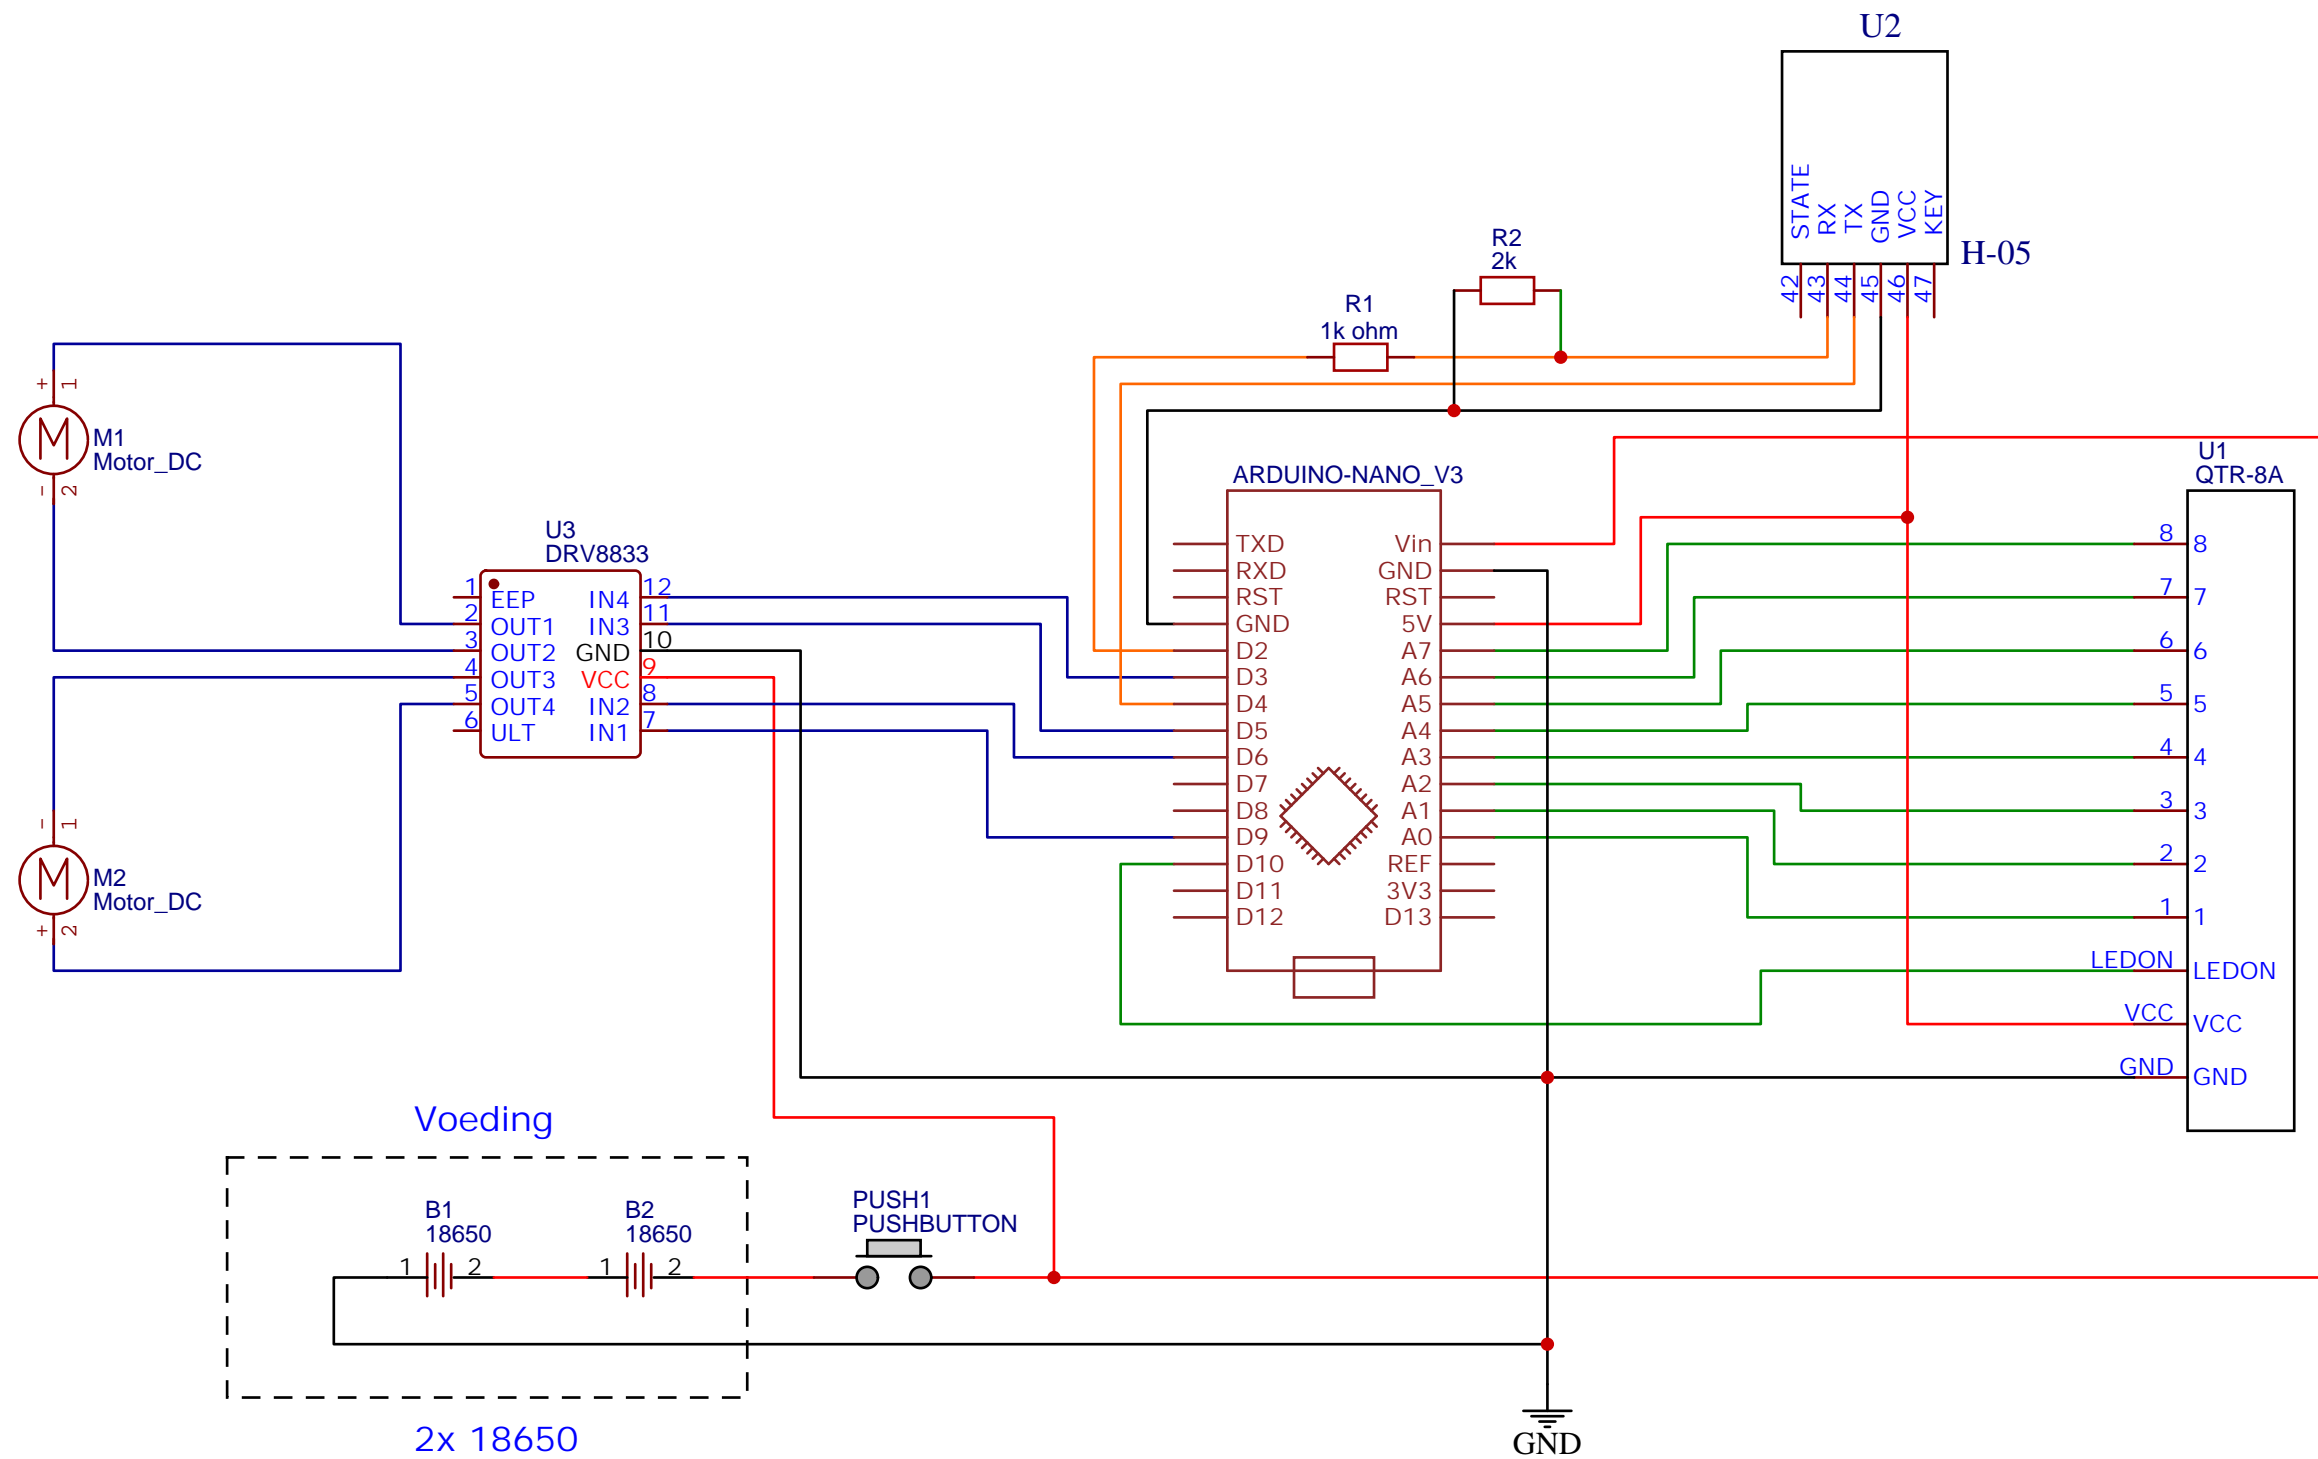 U2
STATE
RX
TX
GND
VCC
KEY
H-05
42
43
44
45
46
47
R2
2k
R1
1k ohm
+ 1
M
M1
Motor_DC
- 2
U3
DRV8833
1 EEP
2 OUT1
3 OUT2
4 OUT3
5 OUT4
6 ULT
IN4 12
IN3 11
GND 10
VCC 9
IN2 8
IN1 7
- 1
M
M2
Motor_DC
+ 2
ARDUINO-NANO_V3
TXD
RXD
RST
GND
D2
D3
D4
D5
D6
D7
D8
D9
D10
D11
D12
Vin
GND
RST
5V
A7
A6
A5
A4
A3
A2
A1
A0
REF
3V3
D13
U1
QTR-8A
8 8
7 7
6 6
5 5
4 4
3 3
2 2
1 1
LEDON LEDON
VCC VCC
GND GND
Voeding
B1
18650
1 2
B2
18650
1 2
PUSH1
PUSHBUTTON
2x 18650
GND